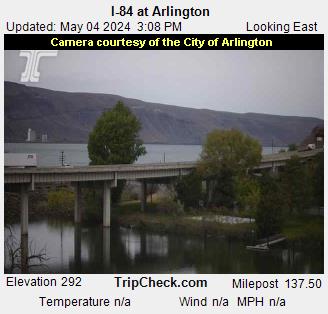 I-84 at Arlington
Updated: May 04 2024 3:08 PM Looking East
Camera courtesy of the City of Arlington
Elevation 292 TripCheck.com Milepost 137.50
Temperature n/a Wind n/a MPH n/a